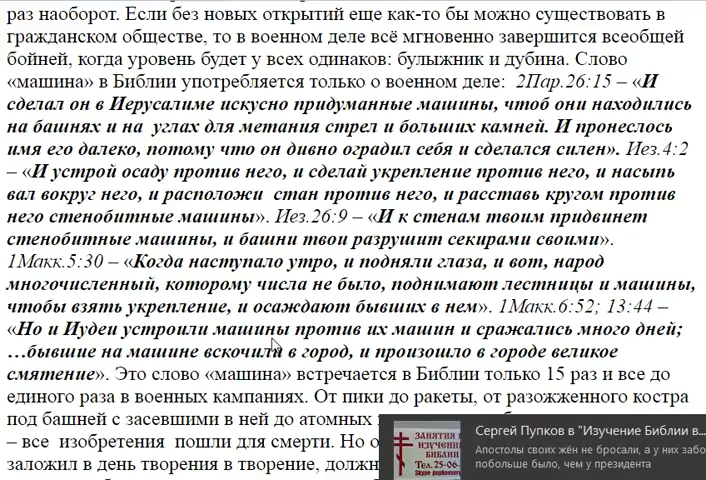 раз наоборот. Если без новых открытий еще как-то бы можно существовать в
гражданском обществе, то в военном деле всё мгновенно завершится всеобщей
бойней, когда уровень будет у всех одинаков: булыжник и дубина. Слово
«машина» в Библии употребляется только о военном деле: 2Пар.26:15 – «И
сделал он в Иерусалиме искусно придуманные машины, чтоб они находились
на башнях и на углах для метания стрел и больших камней. И пронеслось
имя его далеко, потому что он дивно оградил себя и сделался силен». Иез.4:2
– «И устрой осаду против него, и сделай укрепление против него, и насыпь
вал вокруг него, и расположи стан против него, и расставь кругом против
него стенобитные машины». Иез.26:9 – «И к стенам твоим придвинет
стенобитные машины, и башни твои разрушит секирами своими».
1Макк.5:30 – «Когда наступало утро, и подняли глаза, и вот, народ
многочисленный, которому числа не было, поднимают лестницы и машины,
чтобы взять укрепление, и осаждают бывших в нем». 1Макк.6:52; 13:44 –
«Но и Иудеи устроили машины против их машин и сражались много дней;
…бывшие на машине вскочили в город, и произошло в городе великое
смятение». Это слово «машина» встречается в Библии только 15 раз и все до
единого раза в военных кампаниях. От пики до ракеты, от разожженного костра
под башней с засевшими в ней до атомных
– все изобретения пошли для смерти. Но о
заложил в день творения в творение, должн
ЗАНЯТИЯ
ИЗУЧЕНИЮ
БИБЛИИ
Тел.25-06-
Сергей Пупков в "Изучение Библии в...
Апостолы своих жён не бросали, а у них забо
побольше было, чем у президента